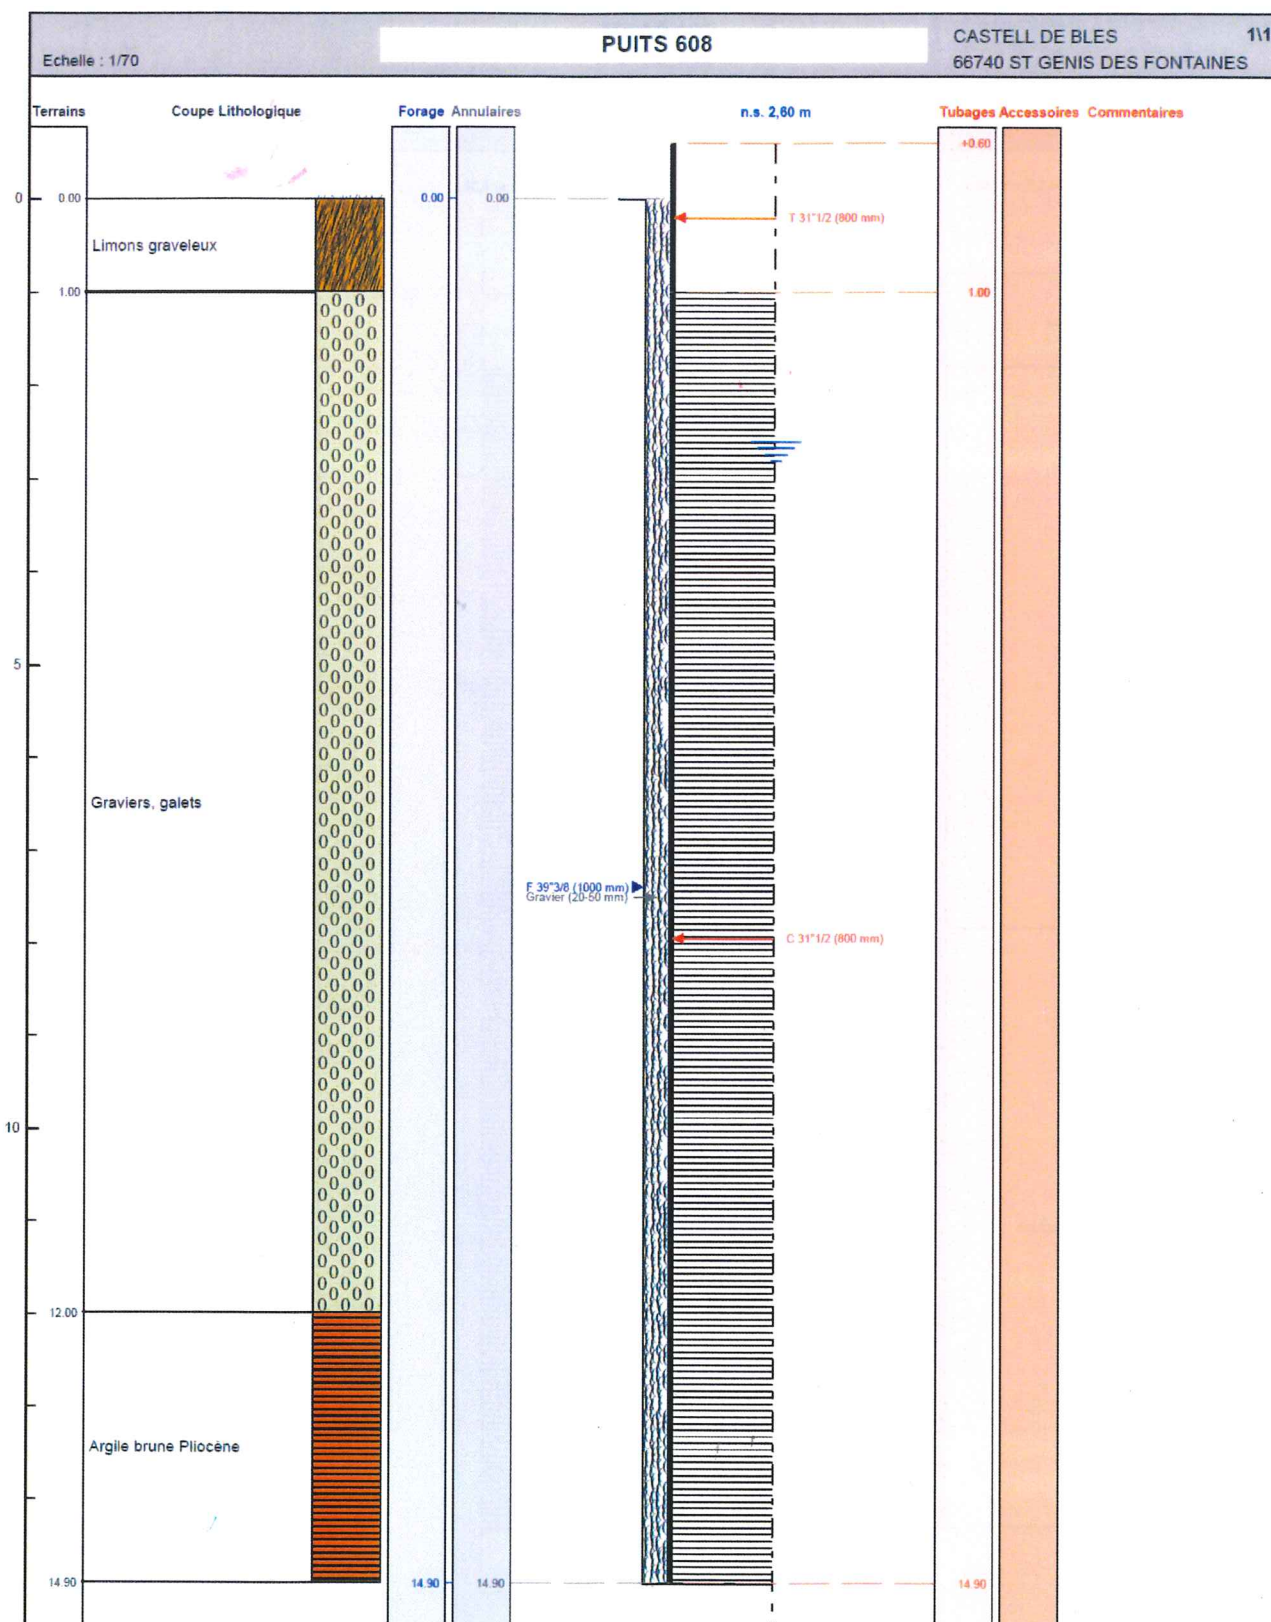 PUITS 608
CASTELL DE BLES
1\1
Echelle : 1/70
66740 ST GENIS DES FONTAINES
Terrains
Coupe Lithologique
Forage
Annulaires
n.s. 2,60 m
Tubages
Accessoires
Commentaires
+0.60
0
0.00
0.00
0.00
T 31"1/2 (800 mm)
Limons graveleux
1.00
1.00
5
Graviers, galets
F 39"3/8 (1000 mm)
Gravier (20-50 mm)
C 31"1/2 (800 mm)
10
12.00
Argile brune Pliocène
14.90
14.90
14.90
14.90